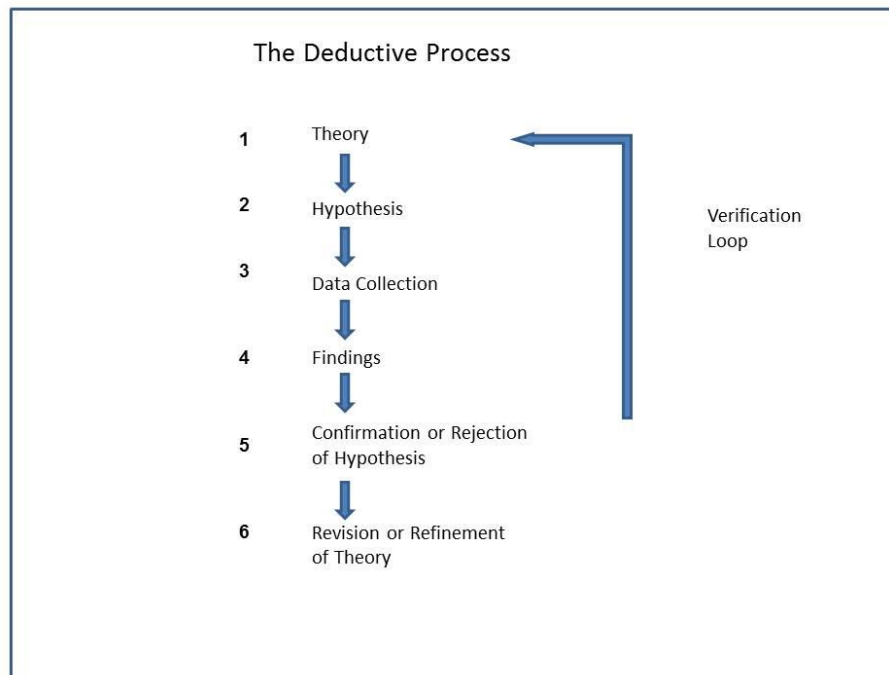 The Deductive Process
1 Theory
2 Hypothesis
3 Data Collection
4 Findings
5 Confirmation or Rejection
of Hypothesis
6 Revision or Refinement
of Theory
Verification
Loop